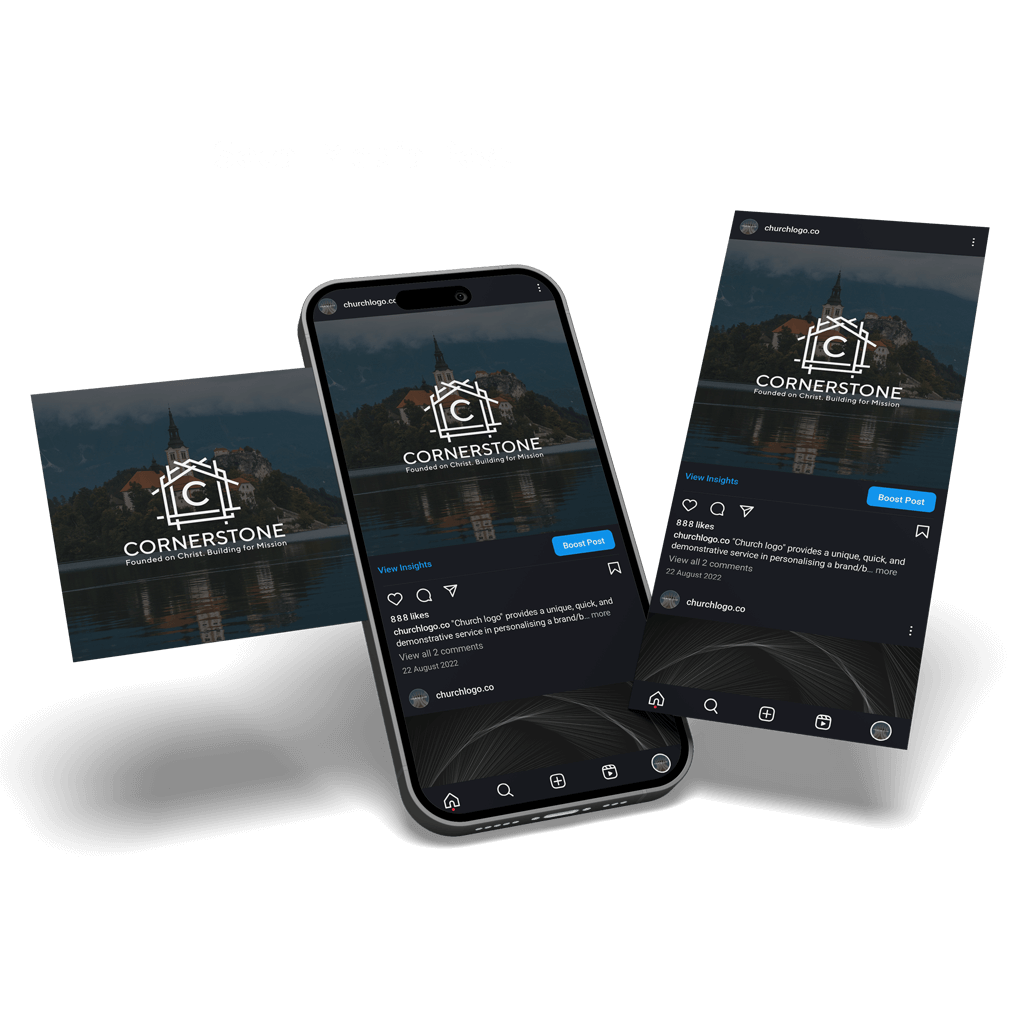 C
CORNERSTONE
Founded on Christ. Building for Mission
churchlogo.cc
C
CORNERSTONE
Founded on Christ. Building for Mission
View Insights
Boost Post
888 likes
churchlogo.co "Church logo" provides a unique, quick, and
demonstrative service in personalising a brand/b... more
View all 2 comments
22 August 2022
churchlogo.co
churchlogo.co
C
CORNERSTONE
Founded on Christ. Building for Mission
View Insights
Boost Post
888 likes
churchlogo.co "Church logo" provides a unique, quick, and
demonstrative service in personalising a brand/b... more
View all 2 comments
22 August 2022
churchlogo.co